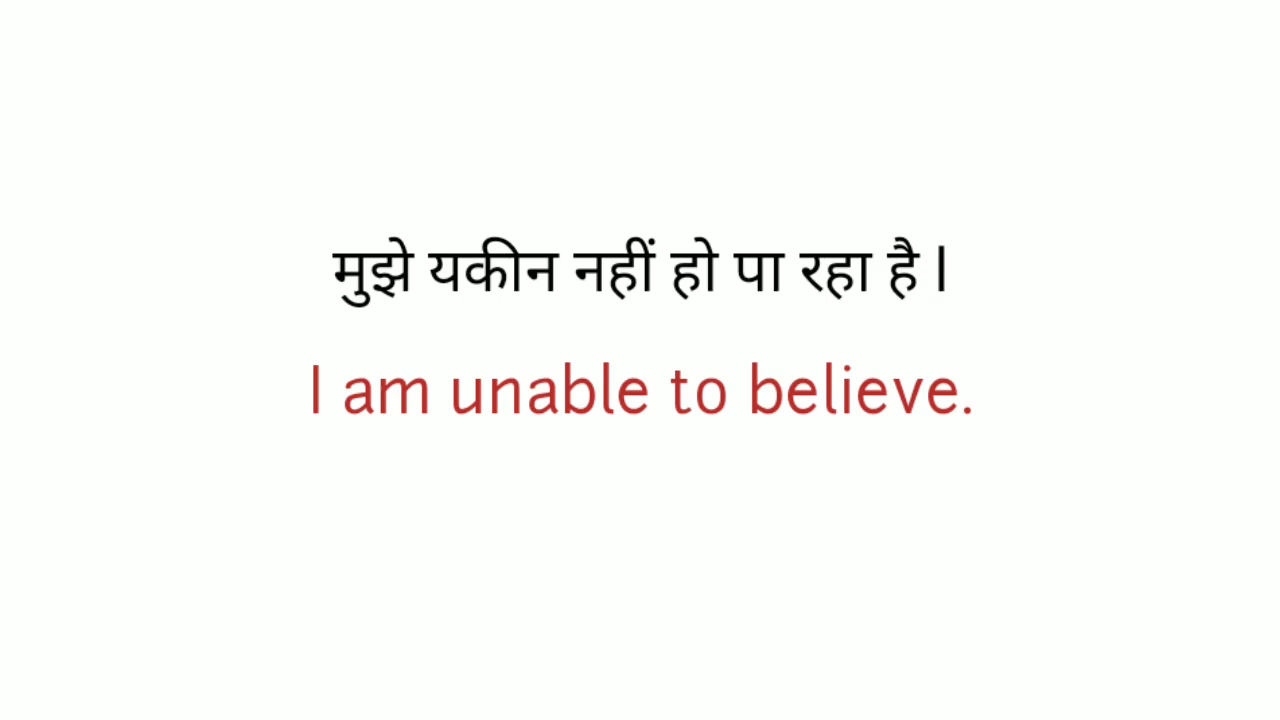 मुझे यकीन नहीं हो पा रहा है l
I am unable to believe.